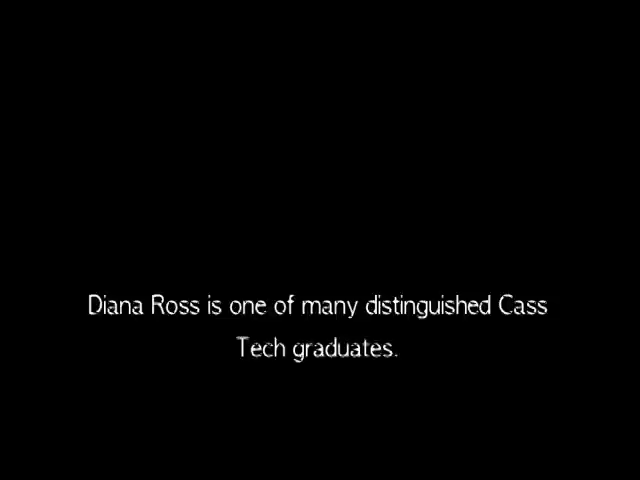 Diana Ross is one of many distinguished Cass
Tech graduates.